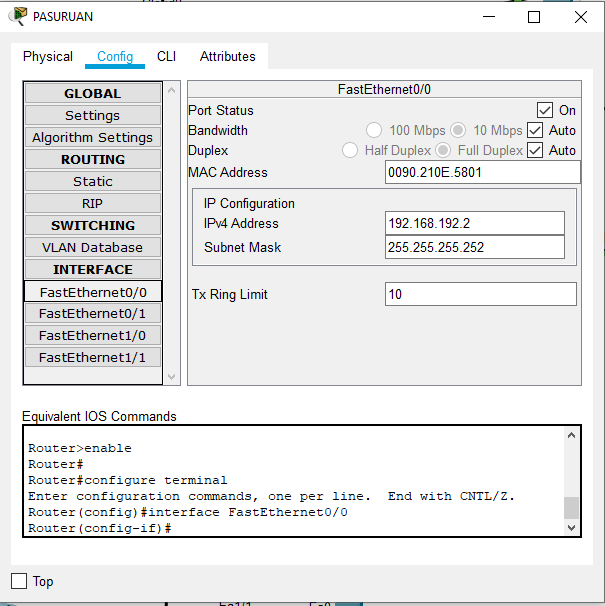 PASURUAN
Physical Config CLI Attributes
GLOBAL
Settings
Algorithm Settings
ROUTING
Static
RIP
SWITCHING
VLAN Database
INTERFACE
FastEthernet0/0
FastEthernet0/1
FastEthernet1/0
FastEthernet1/1
FastEthernet0/0
Port Status On
Bandwidth 100 Mbps 10 Mbps Auto
Duplex Half Duplex Full Duplex Auto
MAC Address 0090.210E.5801
IP Configuration
IPv4 Address 192.168.192.2
Subnet Mask 255.255.255.252
Tx Ring Limit 10
Equivalent IOS Commands
Router>enable
Router#
Router#configure terminal
Enter configuration commands, one per line. End with CNTL/Z.
Router(config)#interface FastEthernet0/0
Router(config-if)#
Top